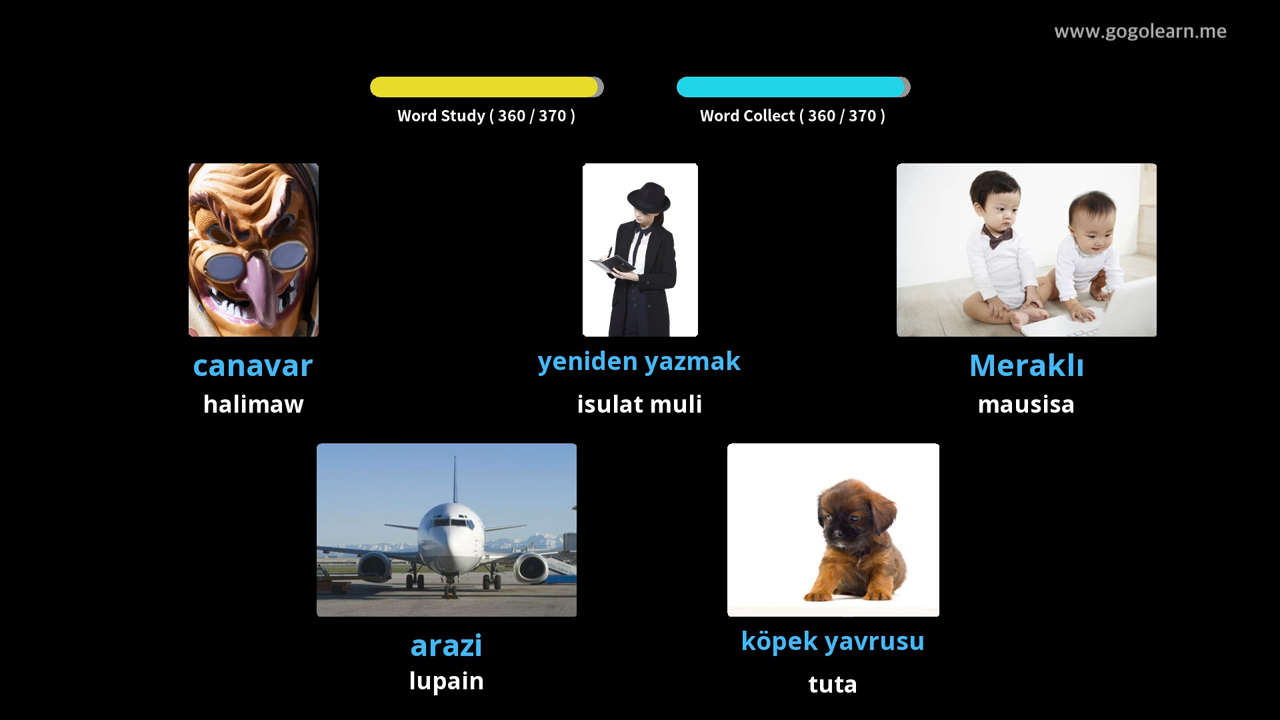 www.gogolearn.me
Word Study ( 360 / 370 )
Word Collect ( 360 / 370 )
canavar
halimaw
yeniden yazmak
isulat muli
Meraklı
mausisa
arazi
lupain
köpek yavrusu
tuta